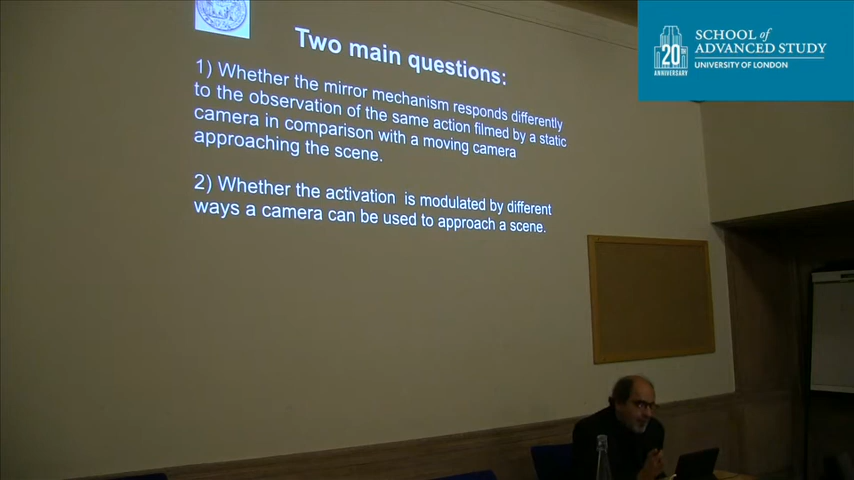 Two main questions:
1) Whether the mirror mechanism responds differently
to the observation of the same action filmed by a static
camera in comparison with a moving camera
approaching the scene.
2) Whether the activation is modulated by different
ways a camera can be used to approach a scene.
20TH
ANNIVERSARY
SCHOOL of
ADVANCED STUDY
UNIVERSITY OF LONDON